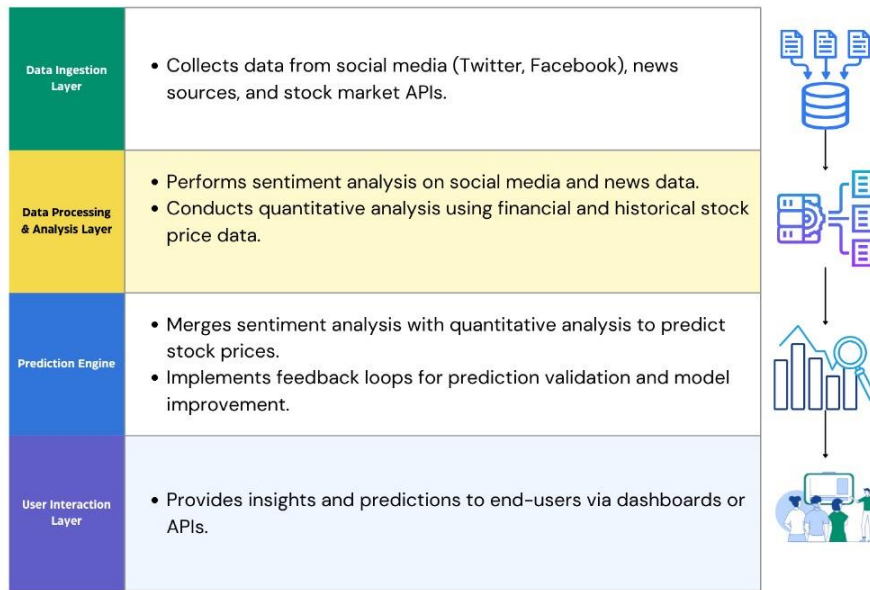 Data Ingestion
Layer
• Collects data from social media (Twitter, Facebook), news
sources, and stock market APIs.
Data Processing
& Analysis Layer
• Performs sentiment analysis on social media and news data.
• Conducts quantitative analysis using financial and historical stock
price data.
Prediction Engine
• Merges sentiment analysis with quantitative analysis to predict
stock prices.
• Implements feedback loops for prediction validation and model
improvement.
User Interaction
Layer
• Provides insights and predictions to end-users via dashboards or
APIs.